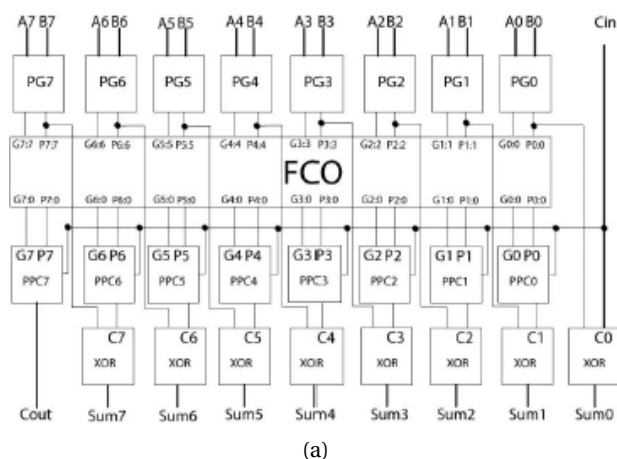 A7 B7 A6 B6 A5 B5 A4 B4 A3 B3 A2 B2 A1 B1 A0 B0 Cin
PG7 PG6 PG5 PG4 PG3 PG2 PG1 PG0
G7:7 P7:7 G6:6 P6:6 G5:5 P5:5 G4:4 P4:4 G3:3 P3:3 G2:2 P2:2 G1:1 P1:1 G0:0 P0:0
FCO
G7:0 P7:0 G6:0 P6:0 G5:0 P5:0 G4:0 P4:0 G3:0 P3:0 G2:0 P2:0 G1:0 P1:0 G0:0 P0:0
G7 P7 G6 P6 G5 P5 G4 P4 G3 P3 G2 P2 G1 P1 G0 P0
PPC7 PPC6 PPC5 PPC4 PPC3 PPC2 PPC1 PPC0
C7 C6 C5 C4 C3 C2 C1 C0
XOR XOR XOR XOR XOR XOR XOR XOR
Cout Sum7 Sum6 Sum5 Sum4 Sum3 Sum2 Sum1 Sum0
(a)